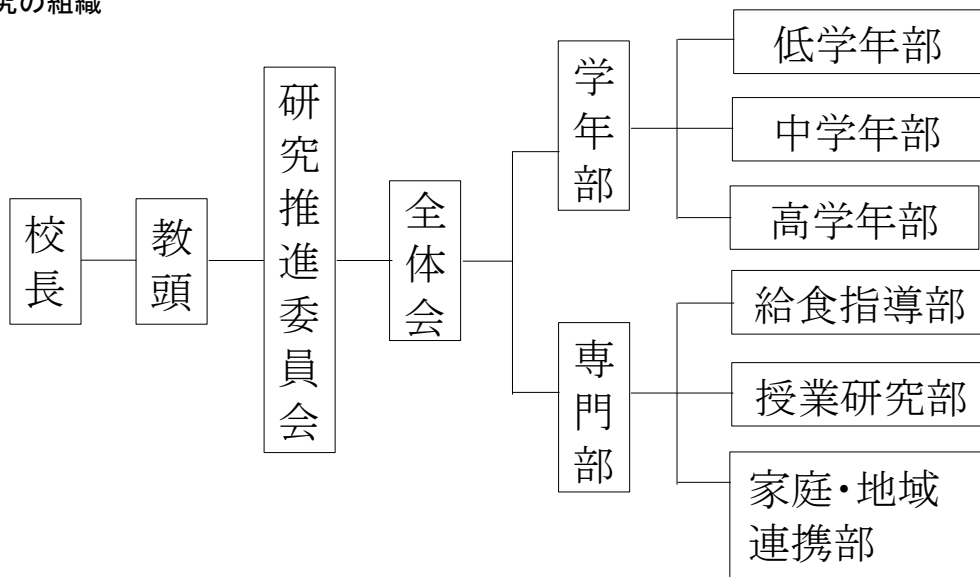 究の組織
校長
教頭
研究推進委員会
全体会
学年部
低学年部
中学年部
高学年部
専門部
給食指導部
授業研究部
家庭・地域
連携部